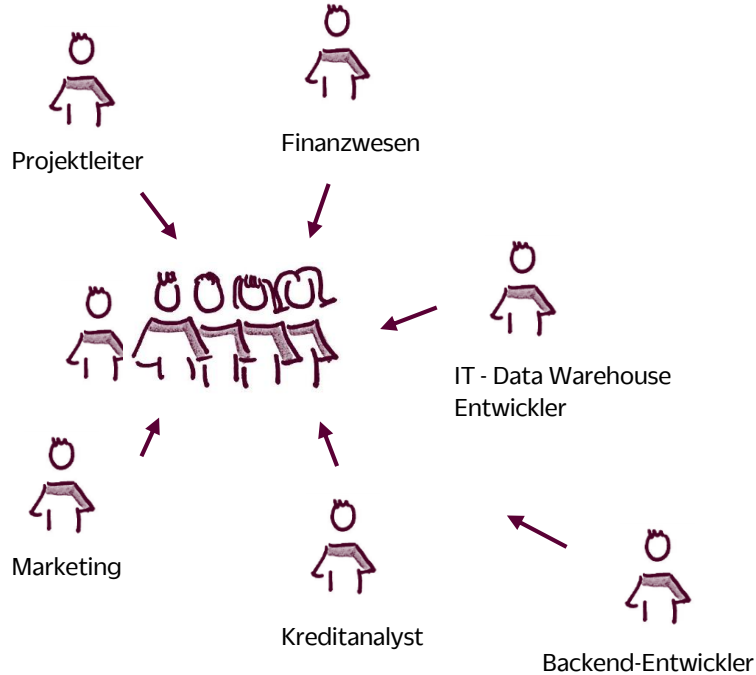 Projektleiter
Finanzwesen
IT - Data Warehouse
Entwickler
Marketing
Kreditanalyst
Backend-Entwickler